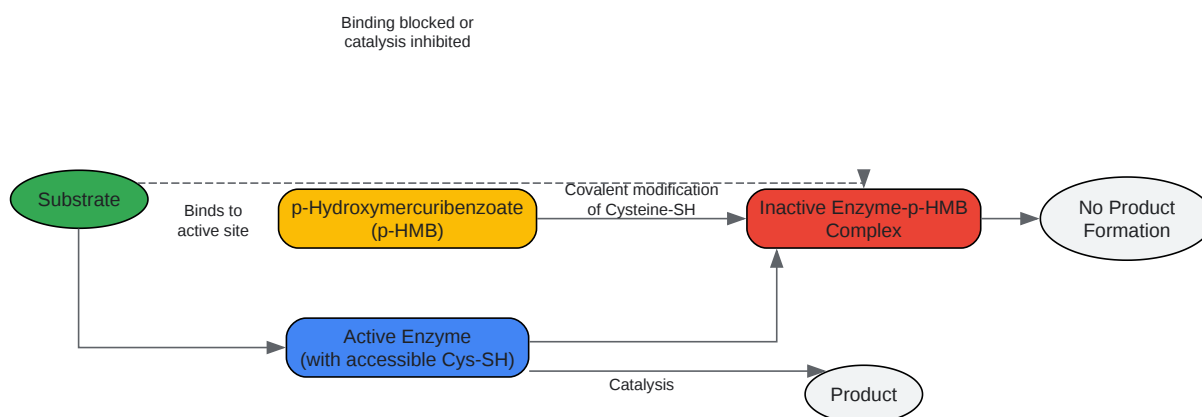 Binding blocked or
catalysis inhibited
Substrate
Binds to
active site
p-Hydroxymercuribenzoate
(p-HMB)
Covalent modification
of Cysteine-SH
Inactive Enzyme-p-HMB
Complex
No Product
Formation
Active Enzyme
(with accessible Cys-SH)
Catalysis
Product